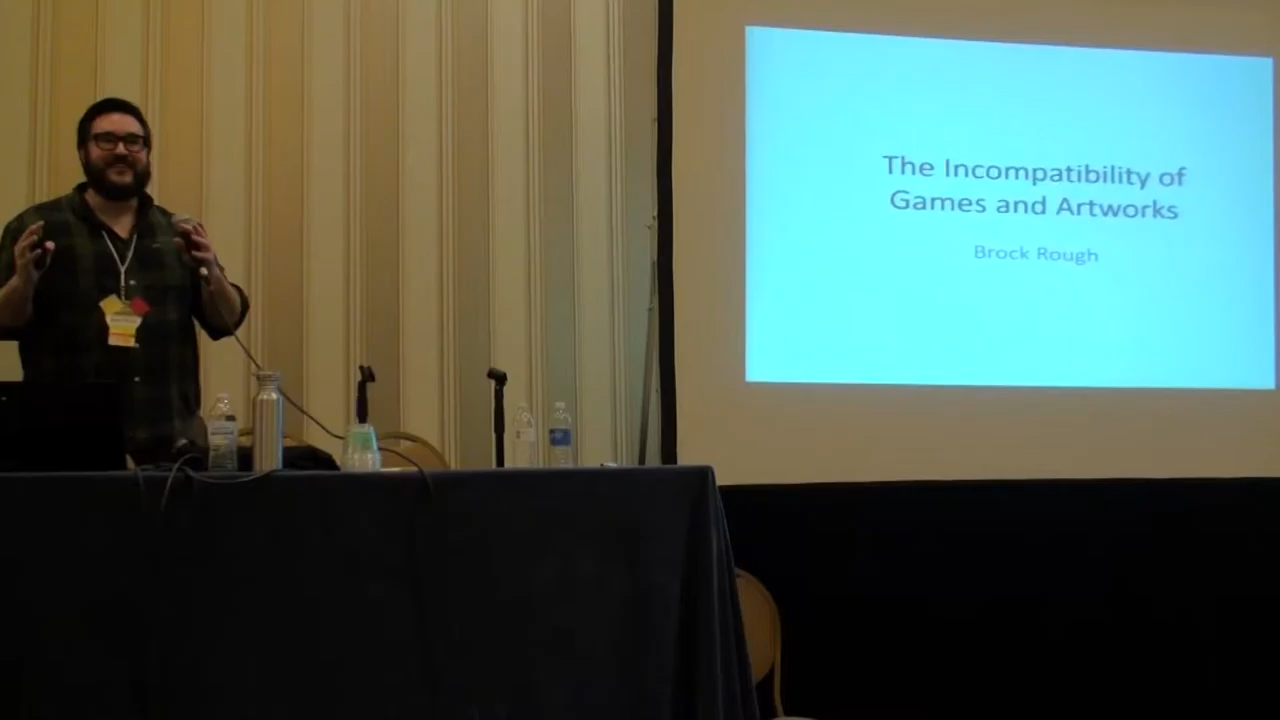 The Incompatibility of
Games and Artworks
Brock Rough